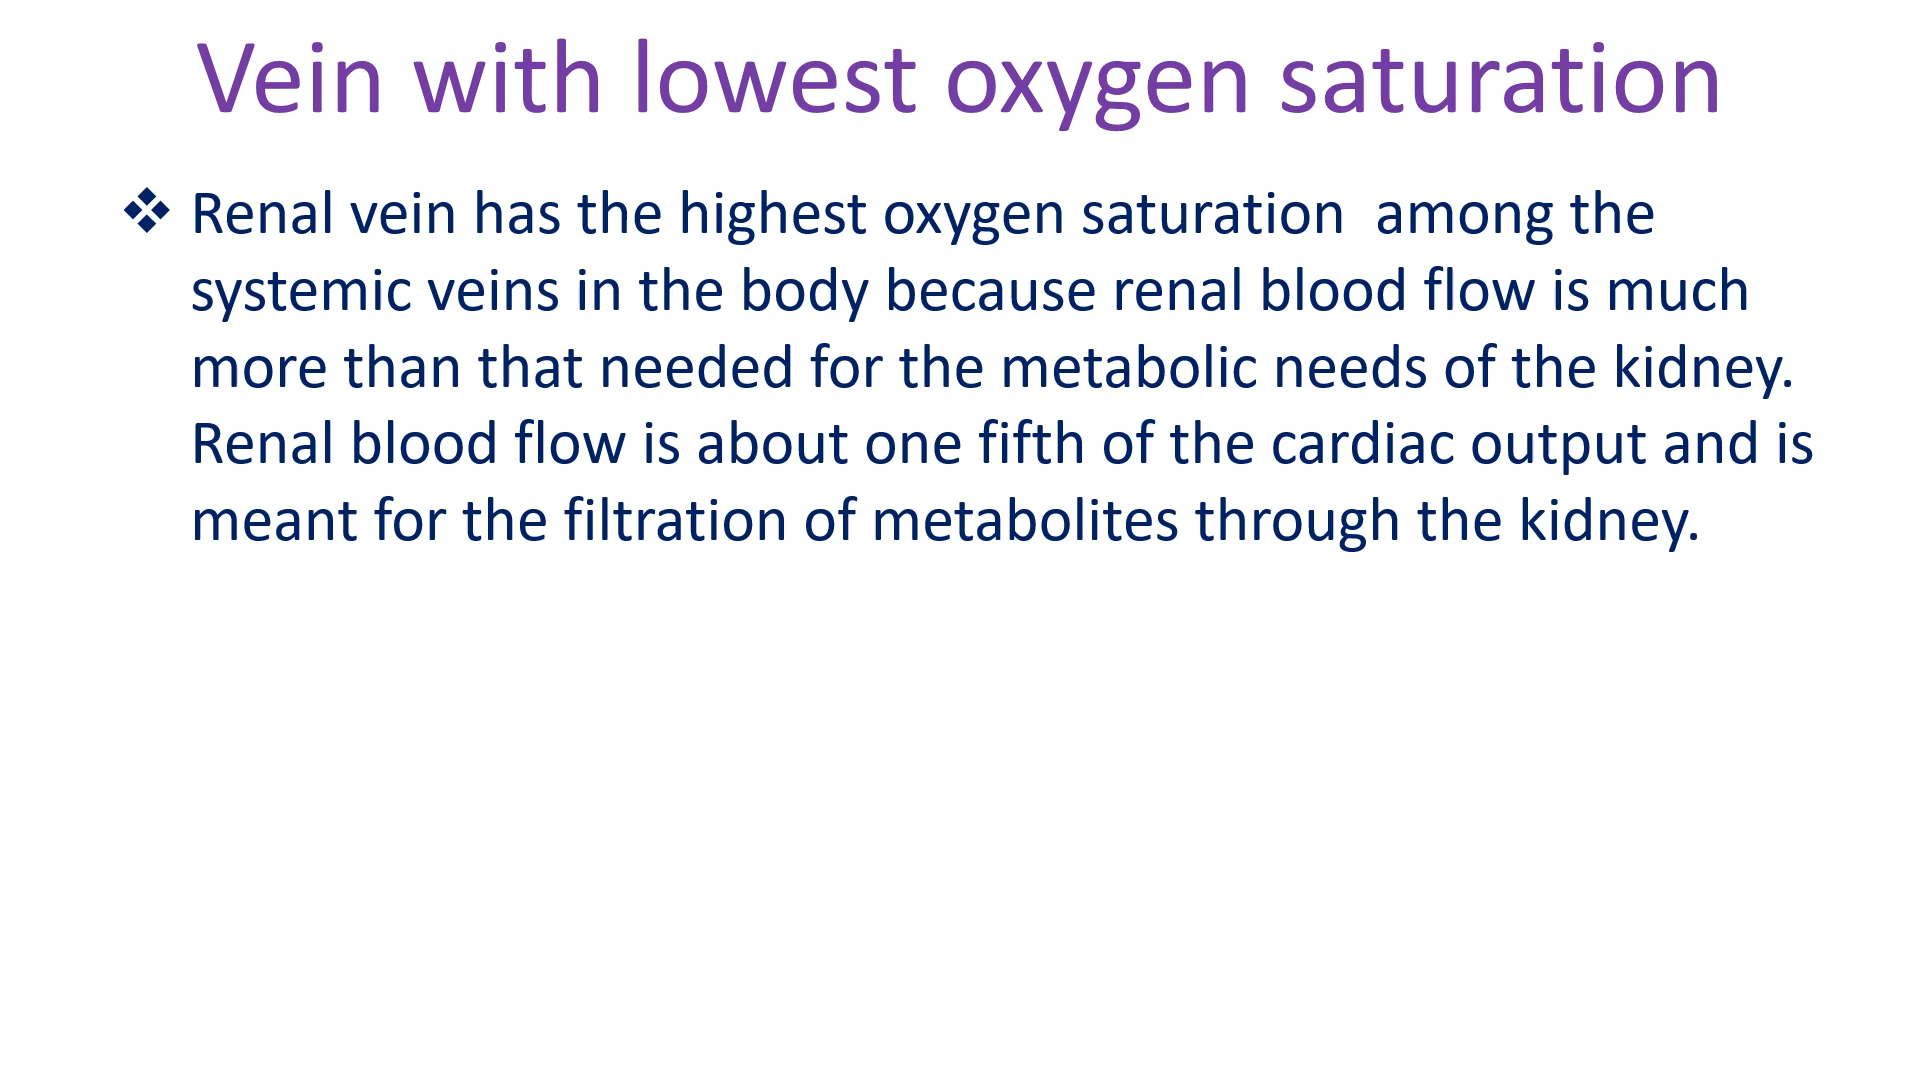 Vein with lowest oxygen saturation
❖ Renal vein has the highest oxygen saturation  among the
systemic veins in the body because renal blood flow is much
more than that needed for the metabolic needs of the kidney.
Renal blood flow is about one fifth of the cardiac output and is
meant for the filtration of metabolites through the kidney.